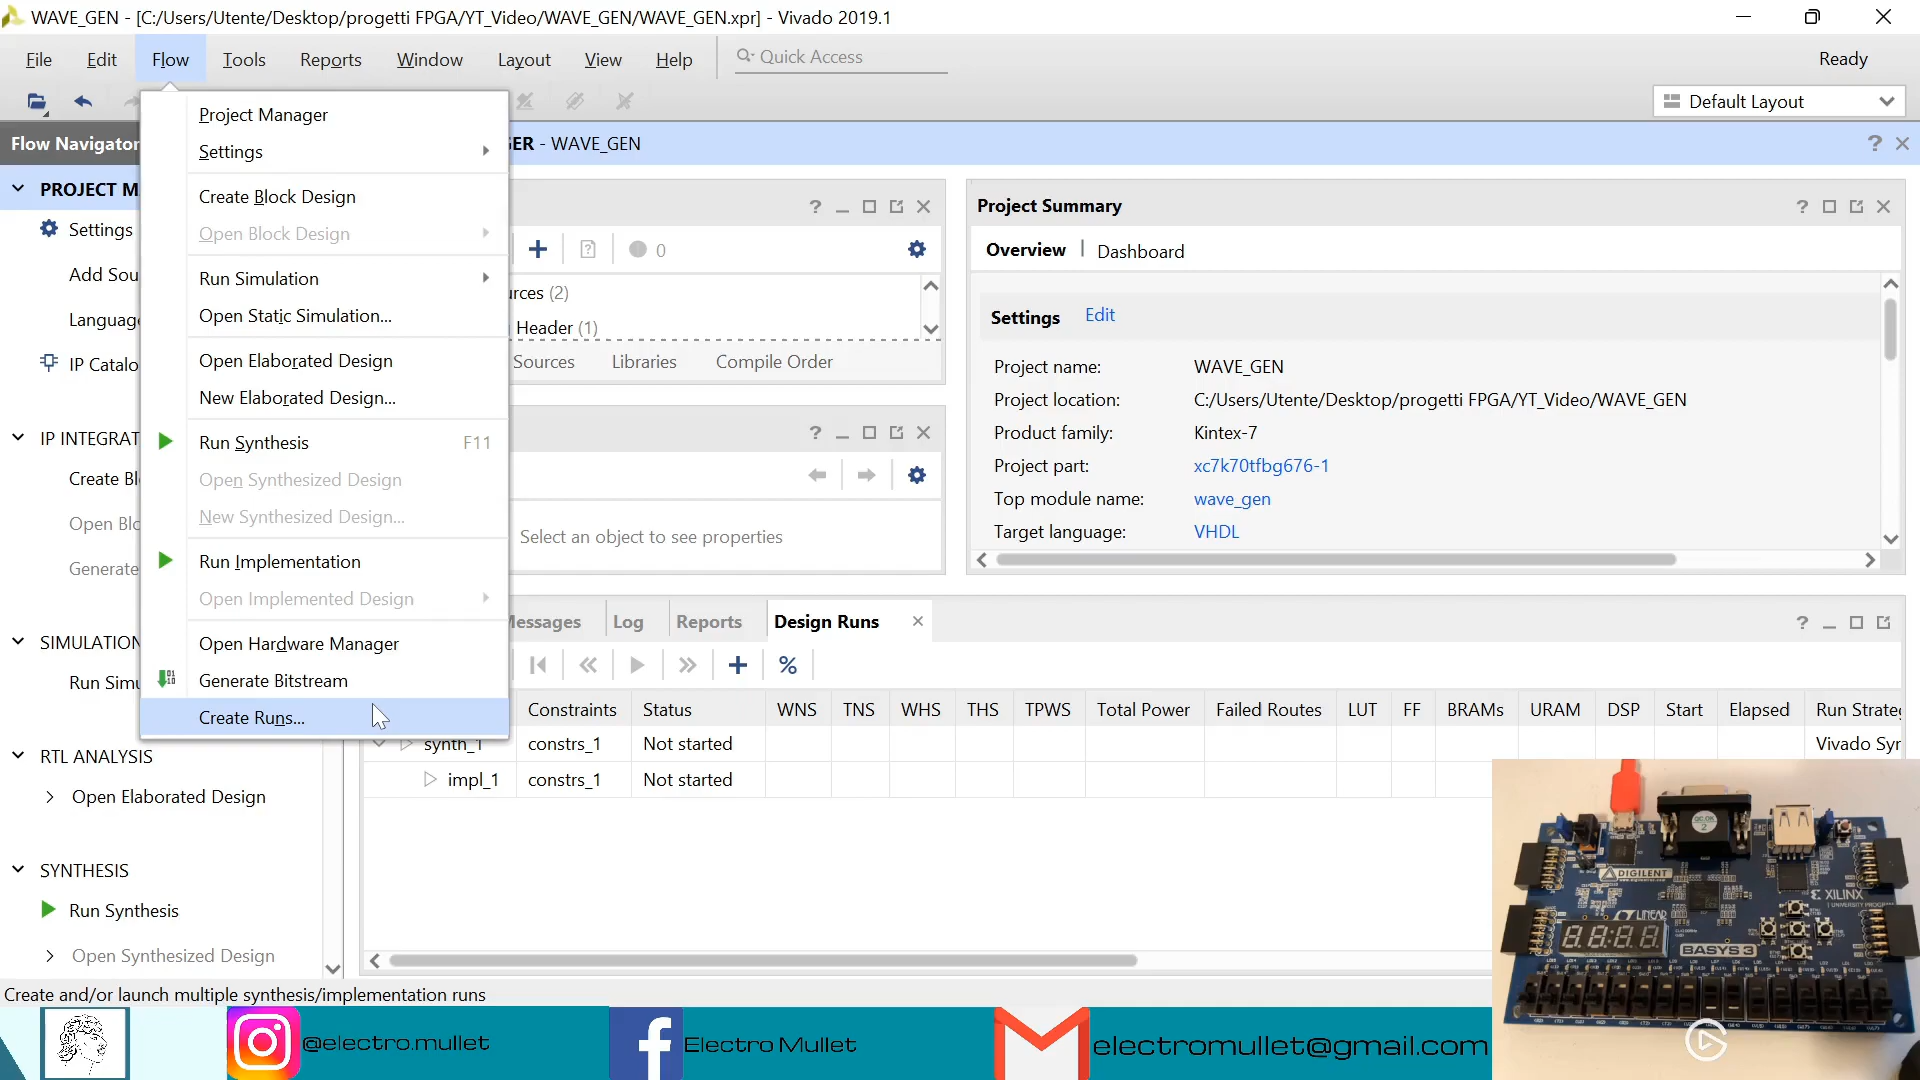 WAVE_GEN - [C:/Users/Utente/Desktop/progetti FPGA/YT_Video/WAVE_GEN/WAVE_GEN.xpr] - Vivado 2019.1
File Edit Flow Tools Reports Window Layout View Help Quick Access Ready
Default Layout
Flow Navigator
ER - WAVE_GEN
Project Manager
Settings
Create Block Design
Open Block Design
Run Simulation
Open Static Simulation...
Open Elaborated Design
New Elaborated Design...
Run Synthesis F11
Open Synthesized Design
New Synthesized Design...
Run Implementation
Open Implemented Design
Open Hardware Manager
Generate Bitstream
Create Runs...
PROJECT M
Settings
Add Sou
Language
IP Catalo
IP INTEGRAT
Create Bl
Open Blo
Generate
SIMULATION
Run Simu
RTL ANALYSIS
Open Elaborated Design
SYNTHESIS
Run Synthesis
Open Synthesized Design
0
urces (2)
Header (1)
Sources Libraries Compile Order
Select an object to see properties
Project Summary
Overview | Dashboard
Settings Edit
Project name: WAVE_GEN
Project location: C:/Users/Utente/Desktop/progetti FPGA/YT_Video/WAVE_GEN
Product family: Kintex-7
Project part: xc7k70tfbg676-1
Top module name: wave_gen
Target language: VHDL
Messages Log Reports Design Runs
Constraints Status WNS TNS WHS THS TPWS Total Power Failed Routes LUT FF BRAMs URAM DSP Start Elapsed Run Strate
synth_1 constrs_1 Not started Vivado Syr
impl_1 constrs_1 Not started
Create and/or launch multiple synthesis/implementation runs
QC.OK
2
DIGILENT
XILINX
UNIVERSITY PROGRAM
LINEAR
BASYS 3
@electro.mullet
Electro Mullet
electromullet@gmail.com